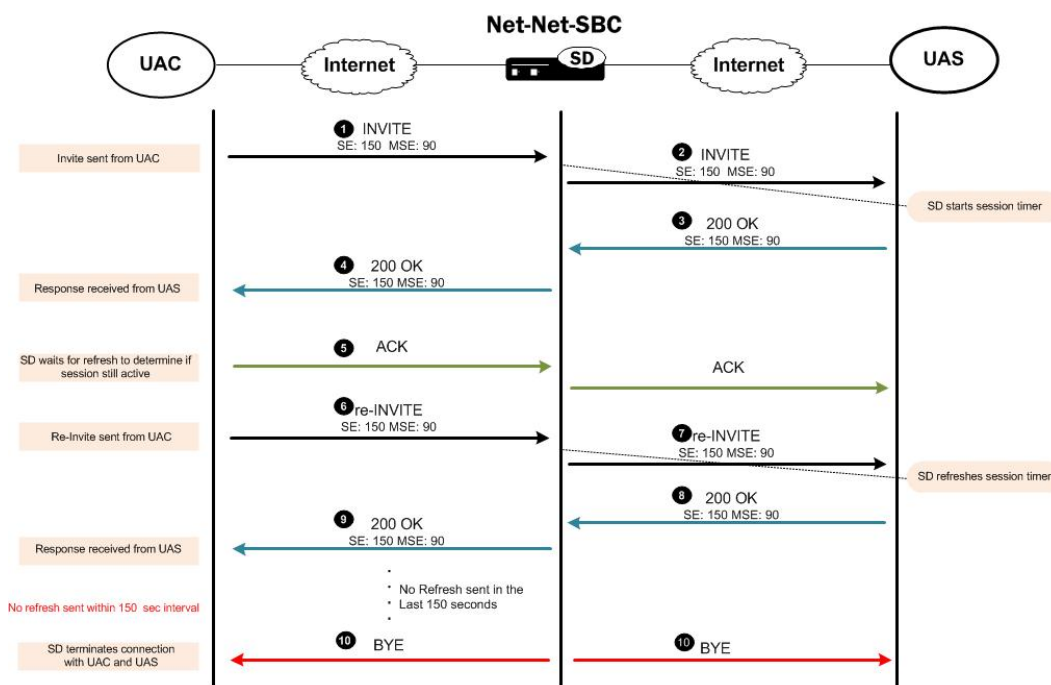 Net-Net-SBC
UAC
Internet
SD
Internet
UAS
1 INVITE
SE: 150 MSE: 90
Invite sent from UAC
2 INVITE
SE: 150 MSE: 90
SD starts session timer
3 200 OK
SE: 150 MSE: 90
4 200 OK
SE: 150 MSE: 90
Response received from UAS
5 ACK
SD waits for refresh to determine if
session still active
ACK
6 re-INVITE
SE: 150 MSE: 90
Re-Invite sent from UAC
7 re-INVITE
SE: 150 MSE: 90
SD refreshes session timer
8 200 OK
SE: 150 MSE: 90
9 200 OK
SE: 150 MSE: 90
Response received from UAS
No Refresh sent in the
Last 150 seconds
No refresh sent within 150 sec interval
10 BYE
10 BYE
SD terminates connection
with UAC and UAS